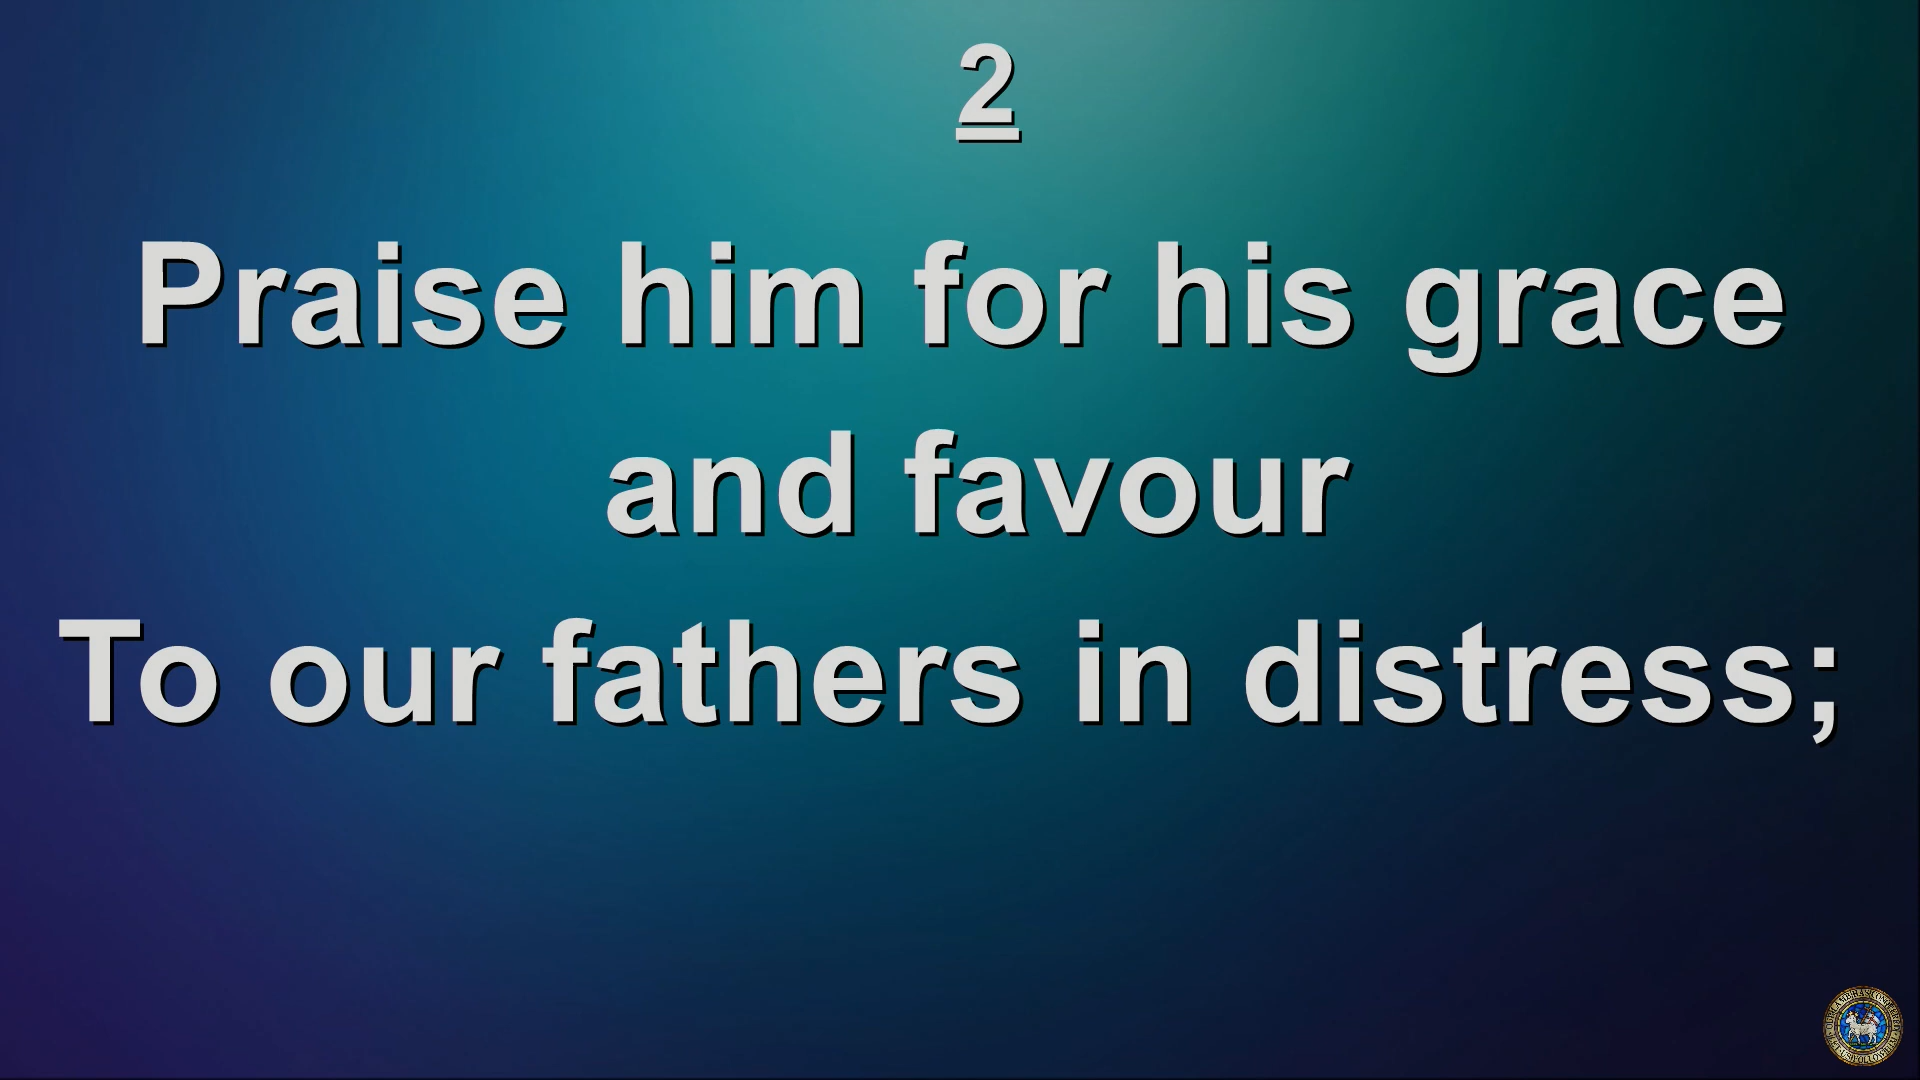 2
Praise him for his grace
and favour
To our fathers in distress;